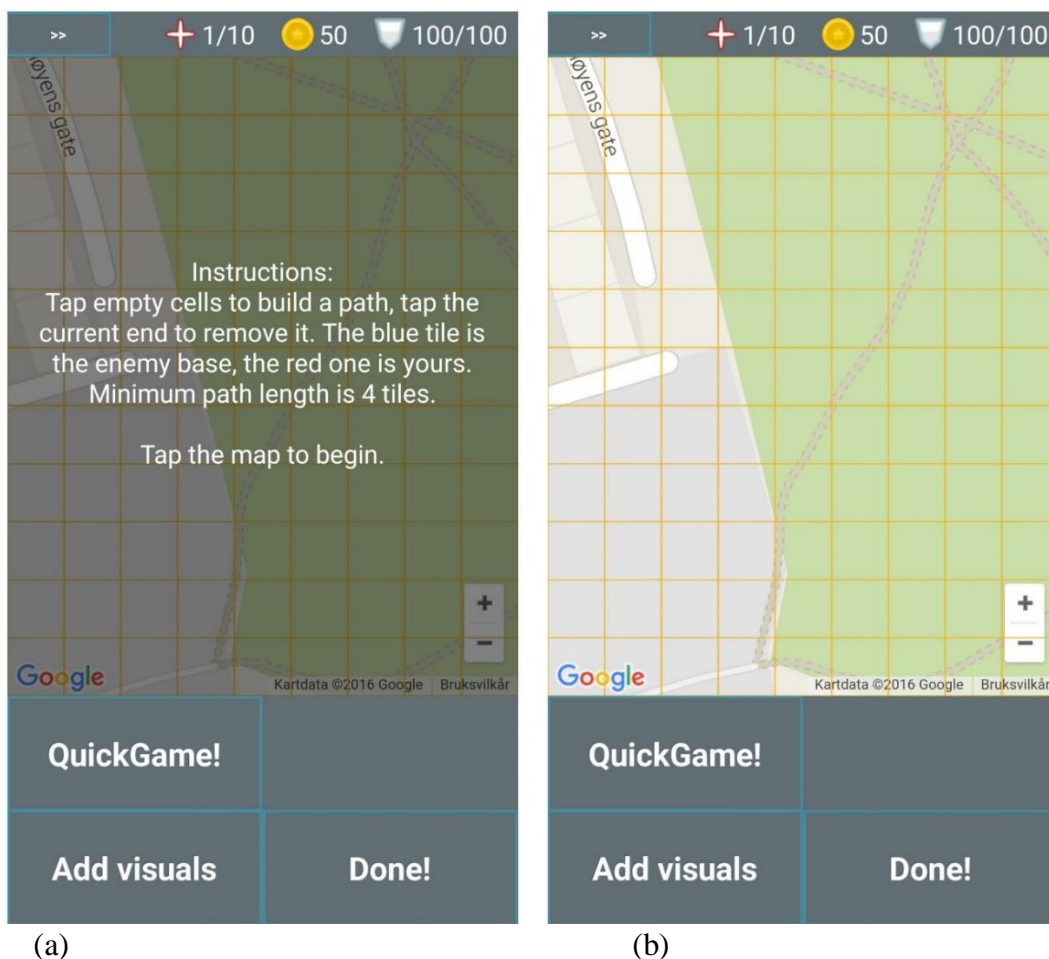 >> 1/10 50 100/100
øyens gate
Instructions:
Tap empty cells to build a path, tap the
current end to remove it. The blue tile is
the enemy base, the red one is yours.
Minimum path length is 4 tiles.
Tap the map to begin.
+
−
Google
Kartdata ©2016 Google Bruksvilkår
QuickGame!
Add visuals Done!
(a)
>> 1/10 50 100/100
øyens gate
+
−
Google
Kartdata ©2016 Google Bruksvilkår
QuickGame!
Add visuals Done!
(b)